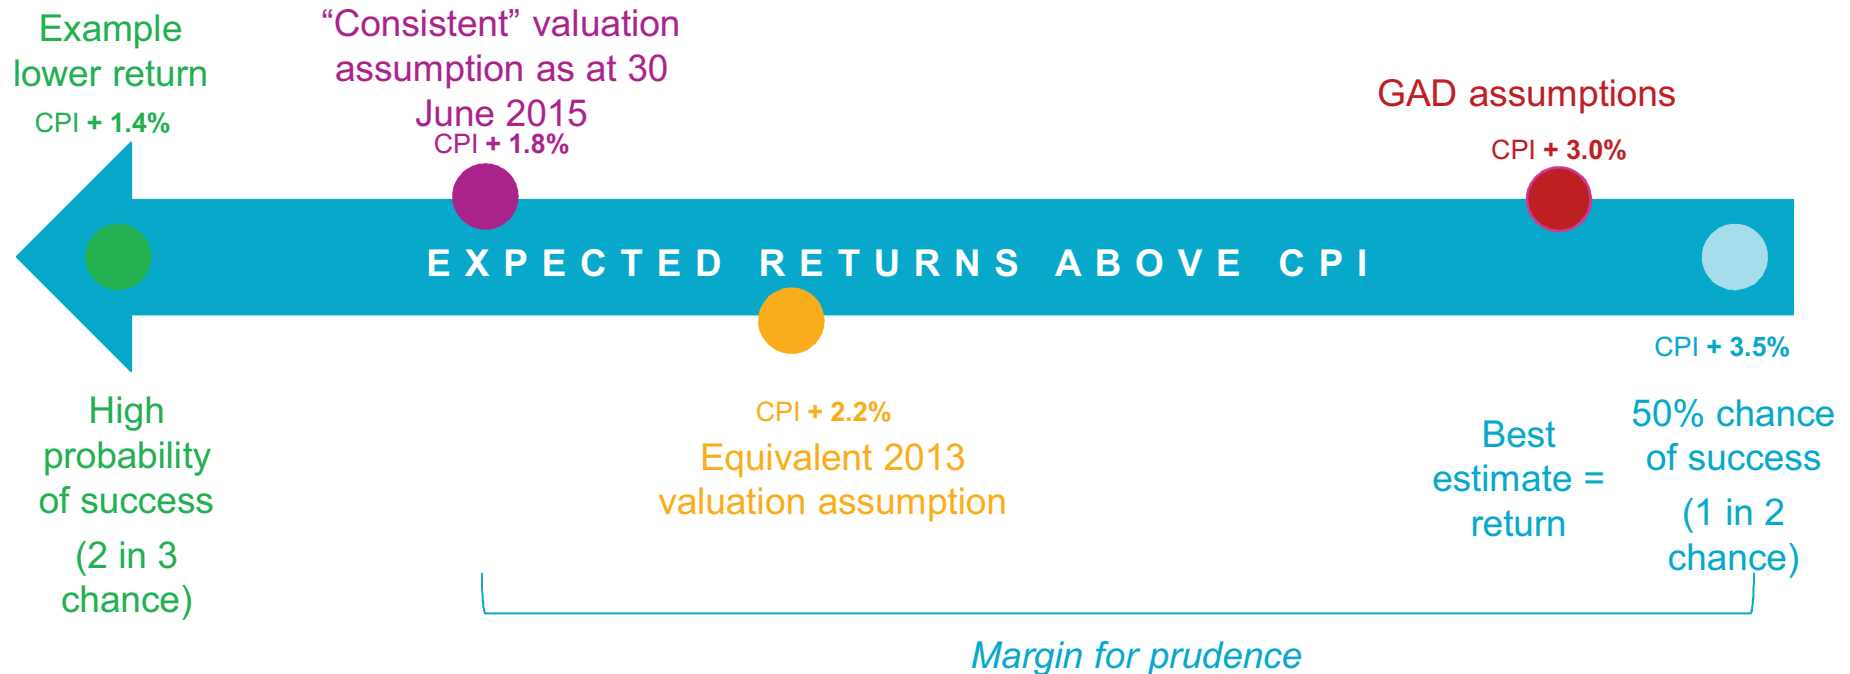 Example
lower return
CPI + 1.4%
“Consistent” valuation
assumption as at 30
June 2015
CPI + 1.8%
GAD assumptions
CPI + 3.0%
EXPECTED RETURNS ABOVE CPI
CPI + 3.5%
High
probability
of success
(2 in 3
chance)
CPI + 2.2%
Equivalent 2013
valuation assumption
Best
estimate =
return
50% chance
of success
(1 in 2
chance)
Margin for prudence